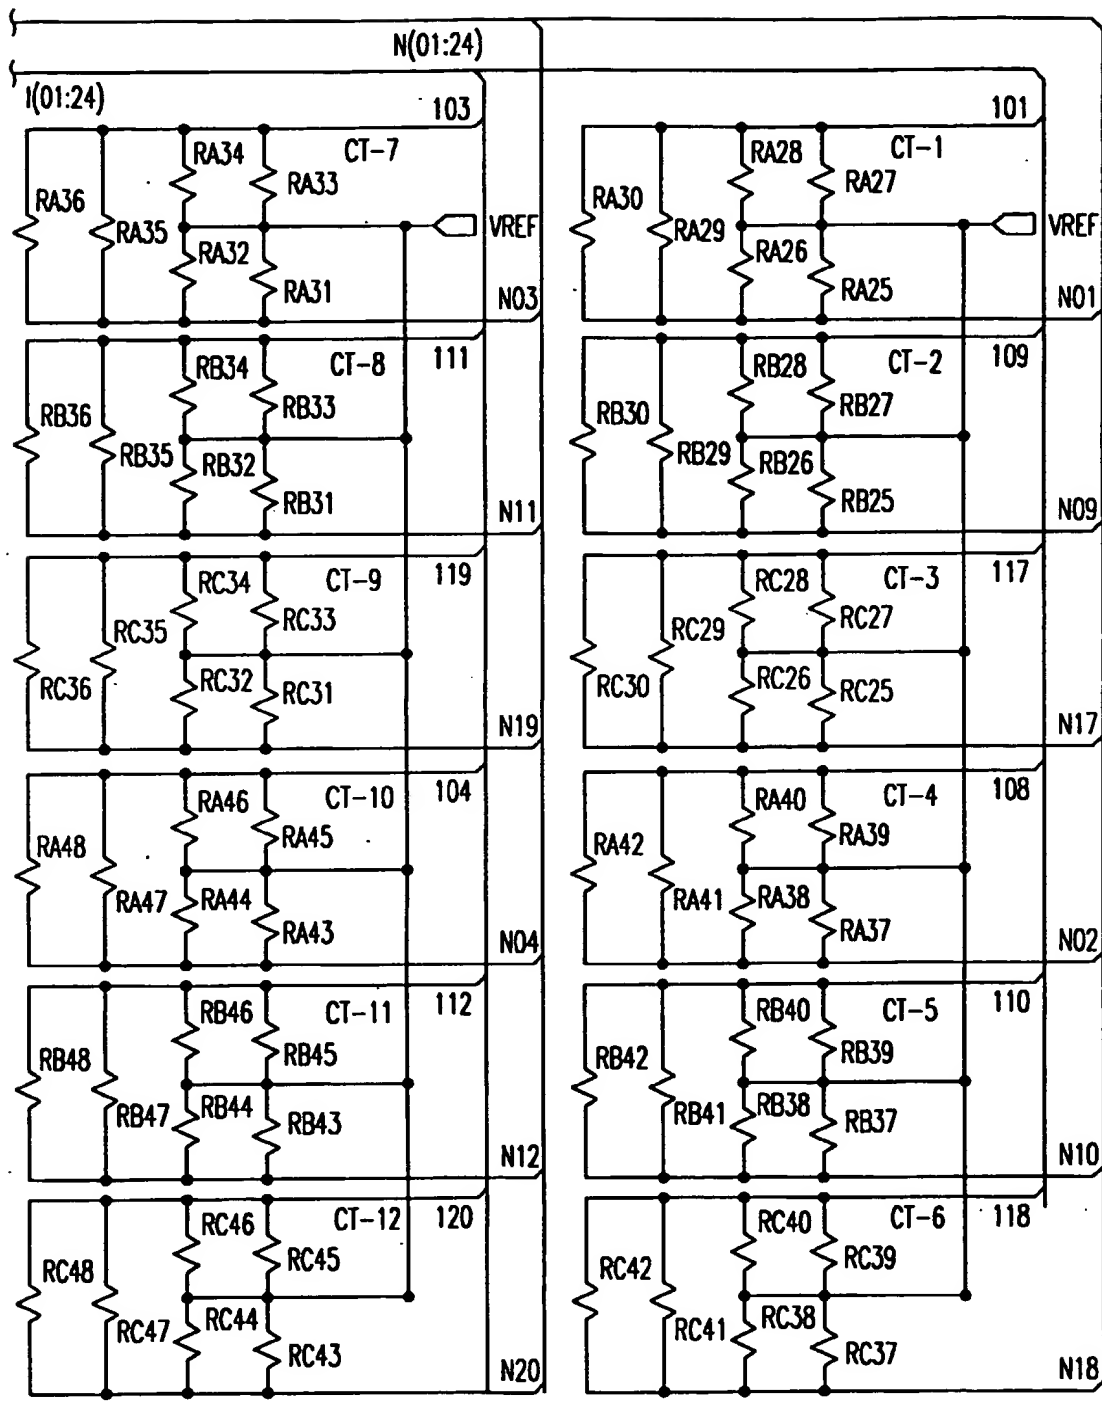 N(01:24)
I(01:24)
103
CT-7
RA34
RA33
RA36
RA35
RA32
RA31
VREF
N03
101
CT-1
RA28
RA27
RA30
RA29
RA26
RA25
VREF
N01
111
CT-8
RB34
RB33
RB36
RB35
RB32
RB31
N11
109
CT-2
RB28
RB27
RB30
RB29
RB26
RB25
N09
119
CT-9
RC34
RC33
RC35
RC36
RC32
RC31
N19
117
CT-3
RC28
RC27
RC29
RC30
RC26
RC25
N17
104
CT-10
RA46
RA45
RA48
RA47
RA44
RA43
N04
108
CT-4
RA40
RA39
RA42
RA41
RA38
RA37
N02
112
CT-11
RB46
RB45
RB48
RB47
RB44
RB43
N12
110
CT-5
RB40
RB39
RB42
RB41
RB38
RB37
N10
120
CT-12
RC46
RC45
RC48
RC47
RC44
RC43
N20
118
CT-6
RC40
RC39
RC42
RC41
RC38
RC37
N18